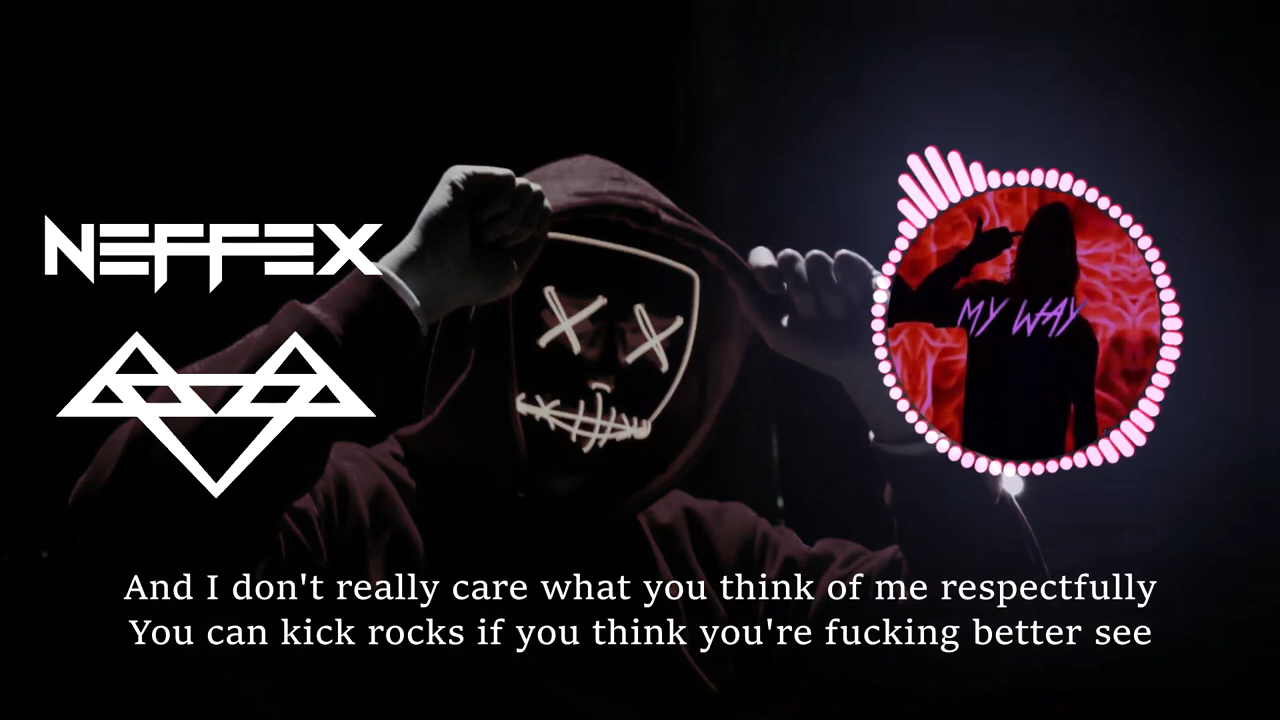 NEFFEX
MY WAY
And I don't really care what you think of me respectfully
You can kick rocks if you think you're fucking better see